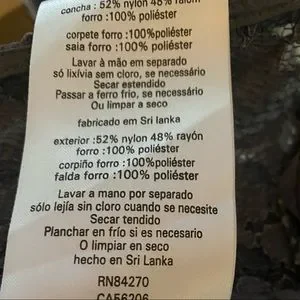 concha : 52% nylon 48% raiom
forro :100% poliéster
corpete forro :100%poliéster
saia forro :100% poliéster
Lavar à mão em separado
só lixívia sem cloro, se necessário
Secar estendido
Passar a ferro frio, se necessário
Ou limpar a seco
fabricado em Sri lanka
exterior :52% nylon 48% rayón
forro :100% poliéster
corpiño forro :100%poliéster
falda forro :100% poliéster
Lavar a mano por separado
sólo lejía sin cloro cuando se necesite
Secar tendido
Planchar en frío si es necesario
O limpiar en seco
hecho en Sri Lanka
RN84270
CA56206